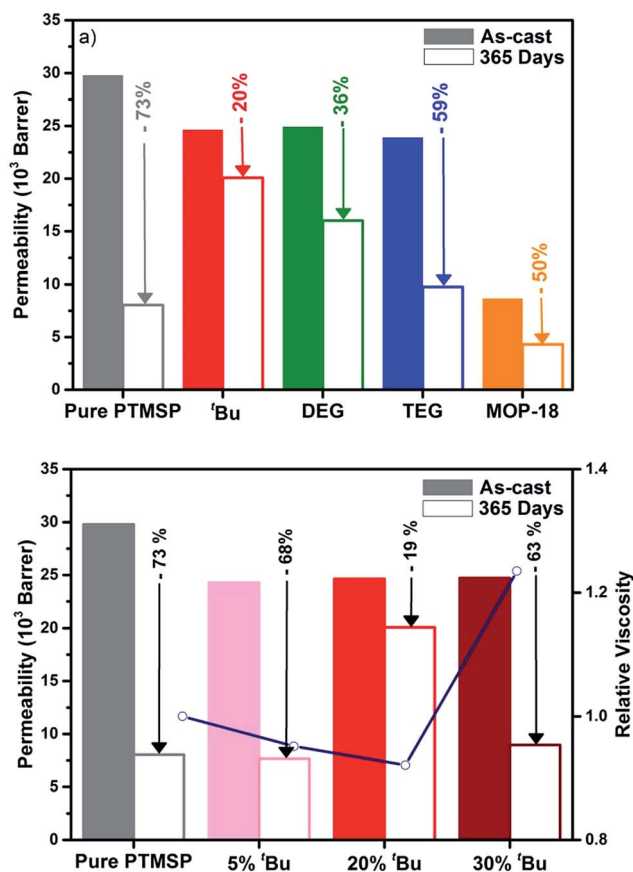 a)
As-cast
365 Days
Permeability (10³ Barrer)
35
30
25
20
15
10
5
0
- 73%
- 20%
- 36%
- 59%
- 50%
Pure PTMSP
ᵗBu
DEG
TEG
MOP-18
As-cast
365 Days
Permeability (10³ Barrer)
35
30
25
20
15
10
5
0
- 73 %
- 68%
- 19 %
- 63 %
1.4
1.2
1.0
0.8
Relative Viscosity
Pure PTMSP
5% ᵗBu
20% ᵗBu
30% ᵗBu